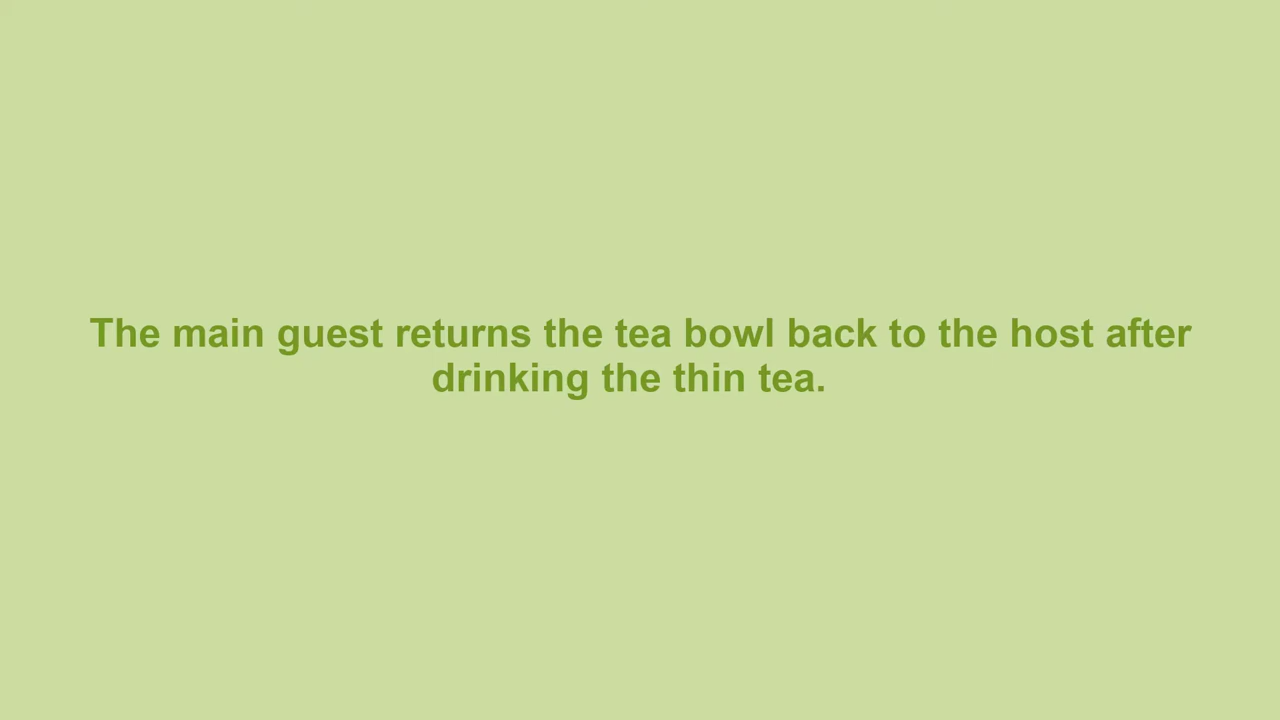 The main guest returns the tea bowl back to the host after
drinking the thin tea.